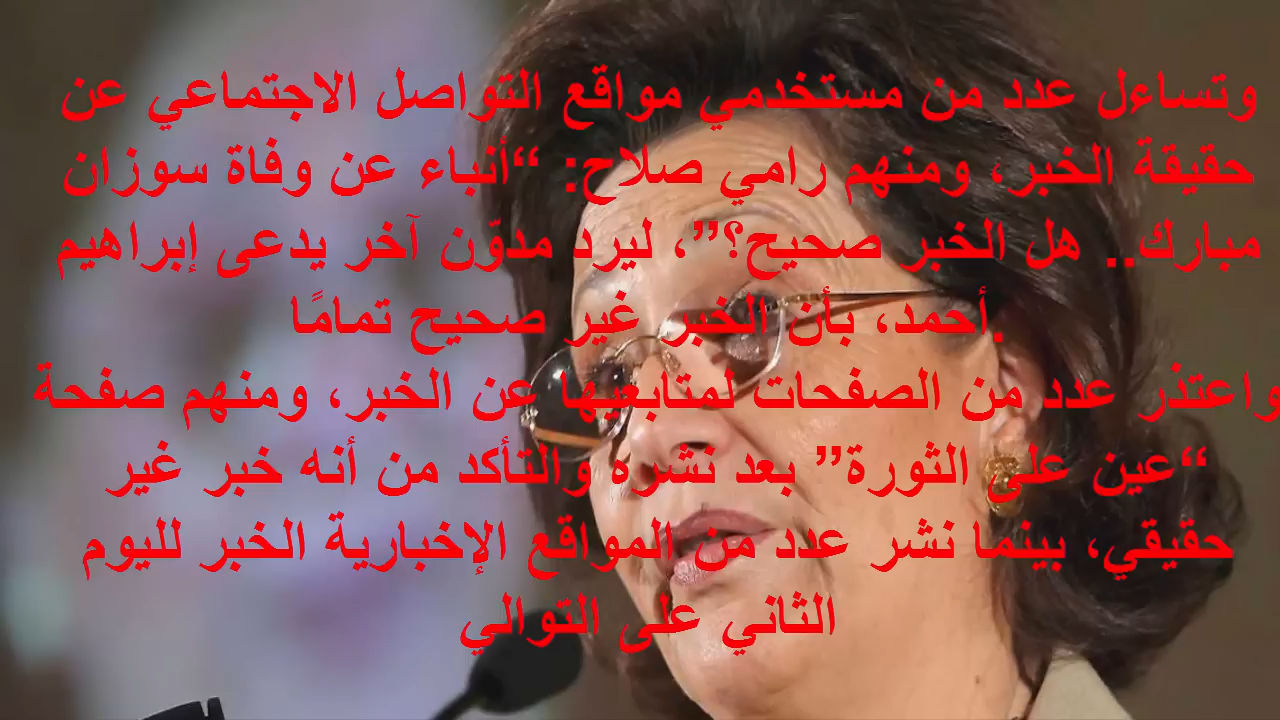 وتساءل عدد من مستخدمي مواقع التواصل الاجتماعي عن
حقيقة الخبر، ومنهم رامي صلاح: “أنباء عن وفاة سوزان
مبارك.. هل الخبر صحيح؟”، ليرد مدوّن آخر يدعى إبراهيم
أحمد، بأن الخبر غير صحيح تمامًا.
واعتذر عدد من الصفحات لمتابعيها عن الخبر، ومنهم صفحة
“عين على الثورة” بعد نشره والتأكد من أنه خبر غير
حقيقي، بينما نشر عدد من المواقع الإخبارية الخبر لليوم
الثاني على التوالي